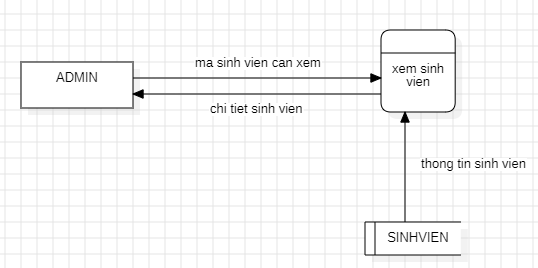 ma sinh vien can xem
ADMIN
xem sinh
vien
chi tiet sinh vien
thong tin sinh vien
SINHVIEN